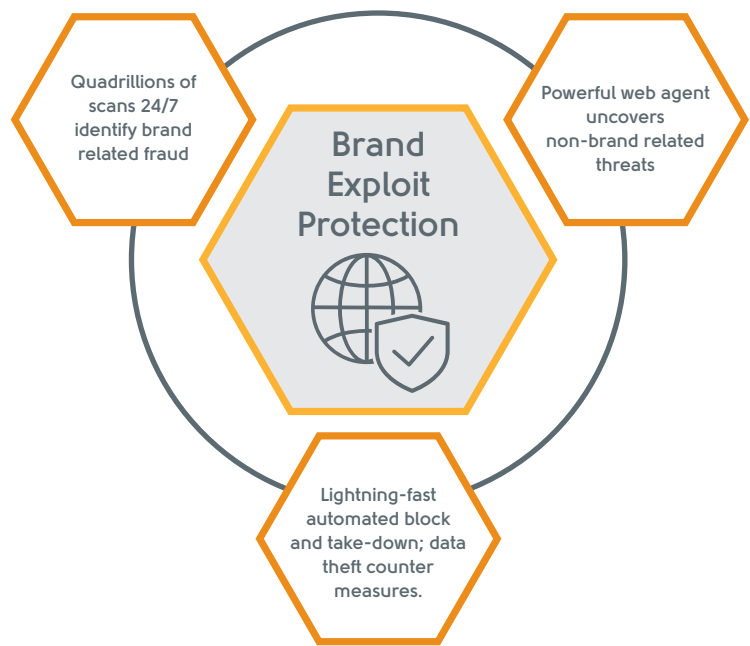 Quadrillions of
scans 24/7
identify brand
related fraud
Powerful web agent
uncovers
non-brand related
threats
Brand
Exploit
Protection
Lightning-fast
automated block
and take-down; data
theft counter
measures.